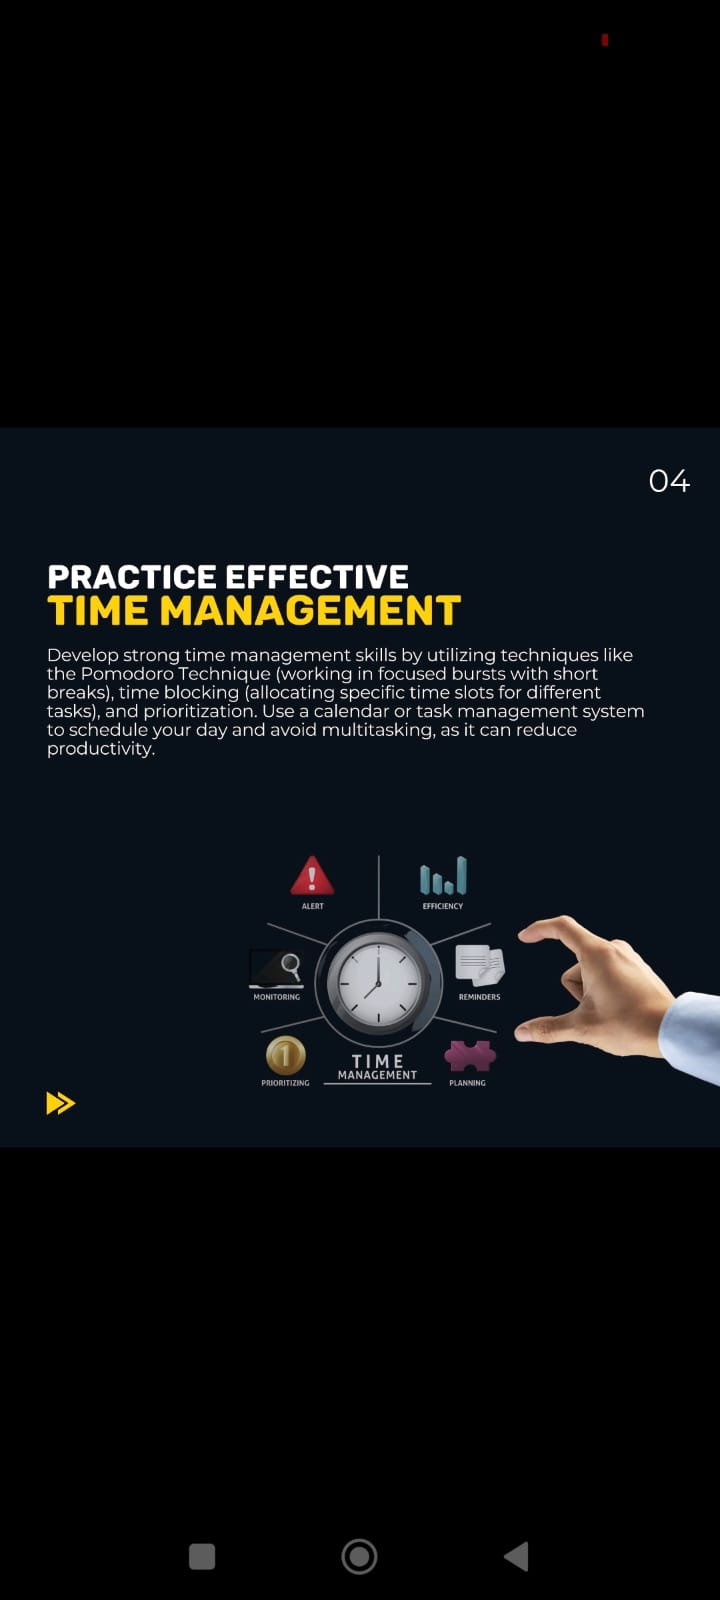 04
PRACTICE EFFECTIVE
TIME MANAGEMENT
Develop strong time management skills by utilizing techniques like
the Pomodoro Technique (working in focused bursts with short
breaks), time blocking (allocating specific time slots for different
tasks), and prioritization. Use a calendar or task management system
to schedule your day and avoid multitasking, as it can reduce
productivity.
ALERT
EFFICIENCY
MONITORING
REMINDERS
1
PRIORITIZING
TIME
MANAGEMENT
PLANNING